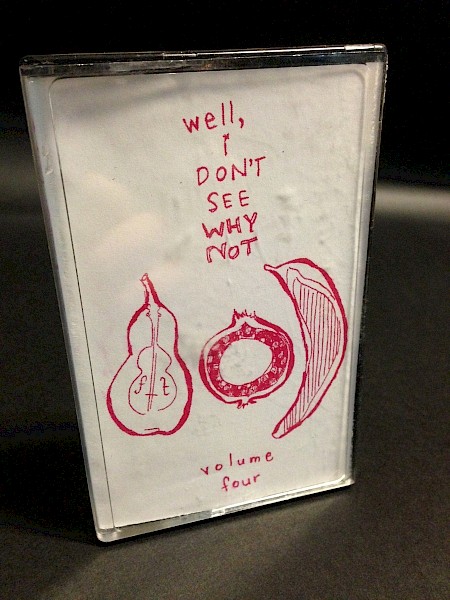 well,
i
DON'T
SEE
WHY
NOT
volume
four